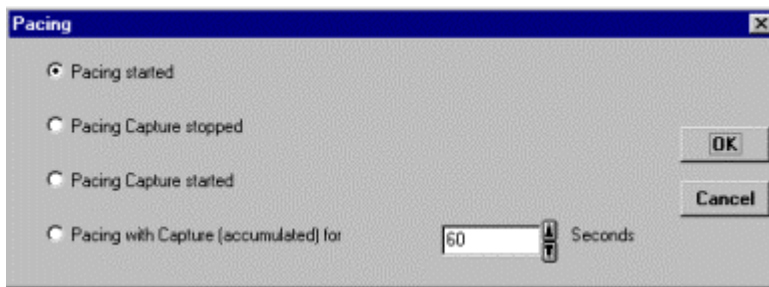 Pacing
Pacing started
Pacing Capture stopped
OK
Pacing Capture started
Cancel
Pacing with Capture (accumulated) for 60 Seconds